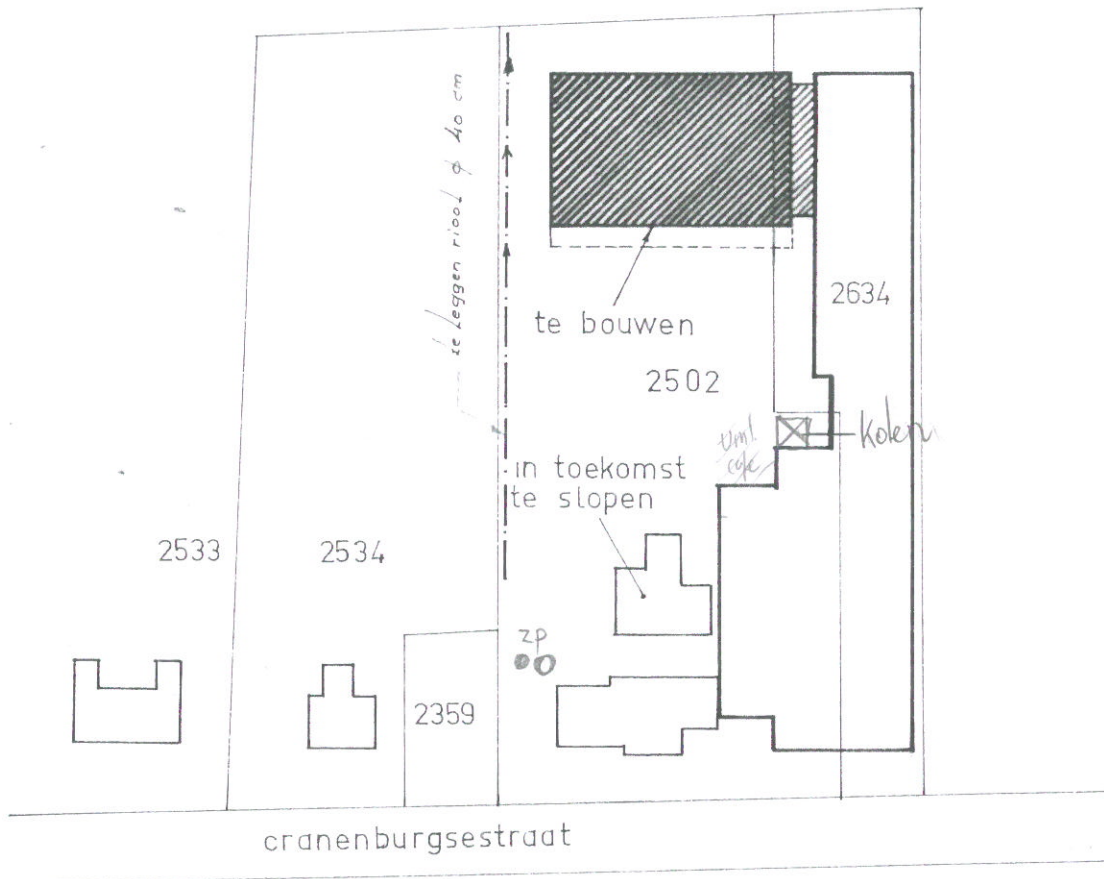 te leggen riool ϕ 40 cm
te bouwen
2634
2502
Kolen
in toekomst
te slopen
2533
2534
zp
2359
cranenburgsestraat